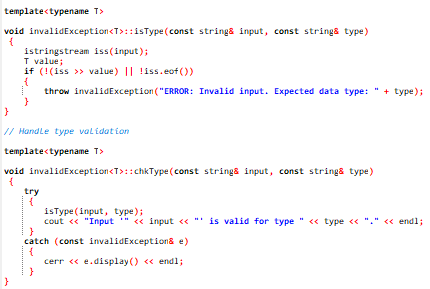 template<typename T>
void invalidException<T>::isType(const string& input, const string& type)
{
istringstream iss(input);
T value;
if (!(iss >> value) || !iss.eof())
{
throw invalidException("ERROR: Invalid input. Expected data type: " + type);
}
}
// Handle type validation
template<typename T>
void invalidException<T>::chkType(const string& input, const string& type)
{
try
{
isType(input, type);
cout << "Input '" << input << "' is valid for type " << type << "." << endl;
}
catch (const invalidException& e)
{
cerr << e.display() << endl;
}
}